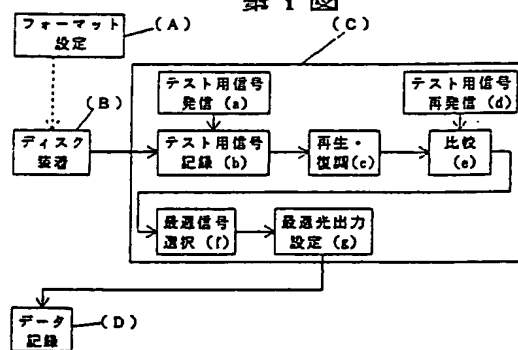 第1図
フォーマット
設定
(A)
(C)
(B)
テスト用信号
発信(a)
テスト用信号
再発信(d)
ディスク
装着
テスト用信号
記録(b)
再生・
復調(c)
比較
(e)
最適信号
選択(f)
最適光出力
設定(g)
データ
記録
(D)